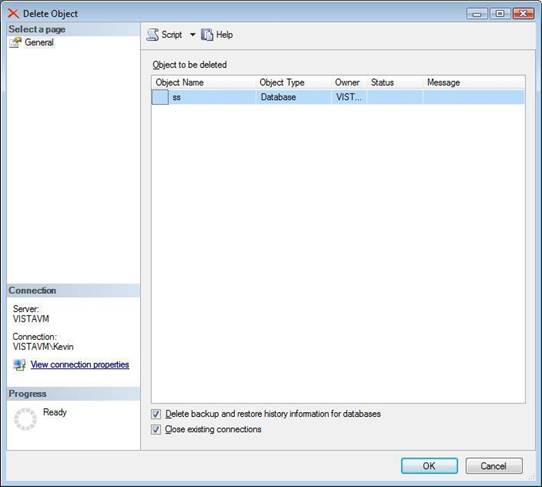 Delete Object
Select a page
General
Script
Help
Object to be deleted
Object Name Object Type Owner Status Message
ss Database VIST...
Connection
Server:
VISTAVM
Connection:
VISTAVM\Kevin
View connection properties
Progress
Ready
Delete backup and restore history information for databases
Close existing connections
OK
Cancel